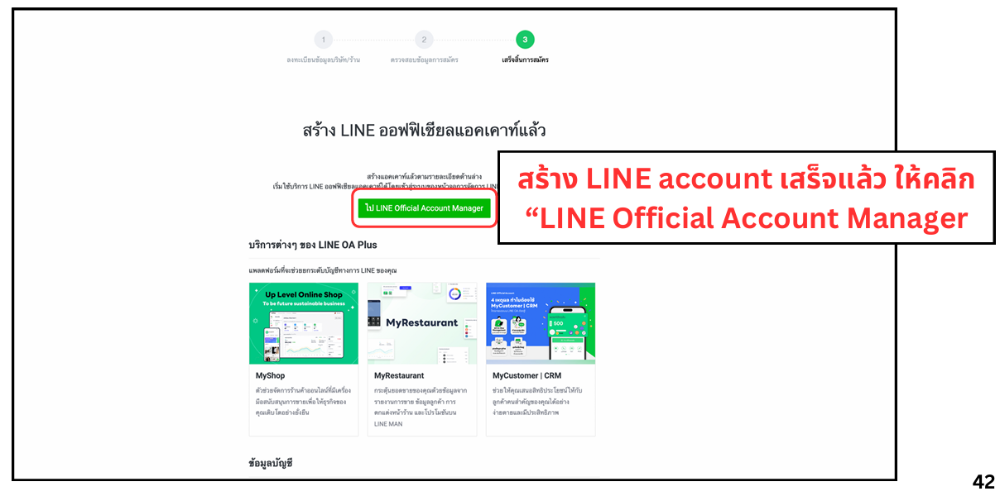 1
2
3
ลงทะเบียนข้อมูลบริษัท/ร้าน
ตรวจสอบข้อมูลการสมัคร
เสร็จสิ้นการสมัคร
สร้าง LINE ออฟฟิเชียลแอคเคาท์แล้ว
สร้างแอคเคาท์แล้วตามรายละเอียดด้านล่าง
เริ่มใช้บริการ LINE ออฟฟิเชียลแอคเคาท์ได้โดยเข้าสู่ระบบของหน้าจอการจัดการ LINE
ไป LINE Official Account Manager
สร้าง LINE account เสร็จแล้ว ให้คลิก
“LINE Official Account Manager
บริการต่างๆ ของ LINE OA Plus
แพลตฟอร์มที่จะช่วยยกระดับบัญชีทางการ LINE ของคุณ
Up Level Online Shop
To be future sustainable business
MyRestaurant
4 เหตุผล ทำไมต้องใช้
MyCustomer | CRM
500
MyShop
ตัวช่วยจัดการร้านค้าออนไลน์ที่มีเครื่อง
มือสนับสนุนการขายเพื่อให้ธุรกิจของ
คุณเติบโตอย่างยั่งยืน
MyRestaurant
กระตุ้นยอดขายของคุณด้วยข้อมูลจาก
รายงานการขาย ข้อมูลลูกค้า การ
ตกแต่งหน้าร้าน และโปรโมชันบน
LINE MAN
MyCustomer | CRM
ช่วยให้คุณเสนอสิทธิประโยชน์ให้กับ
ลูกค้าคนสำคัญของคุณได้อย่าง
ง่ายดายและมีประสิทธิภาพ
ข้อมูลบัญชี
42